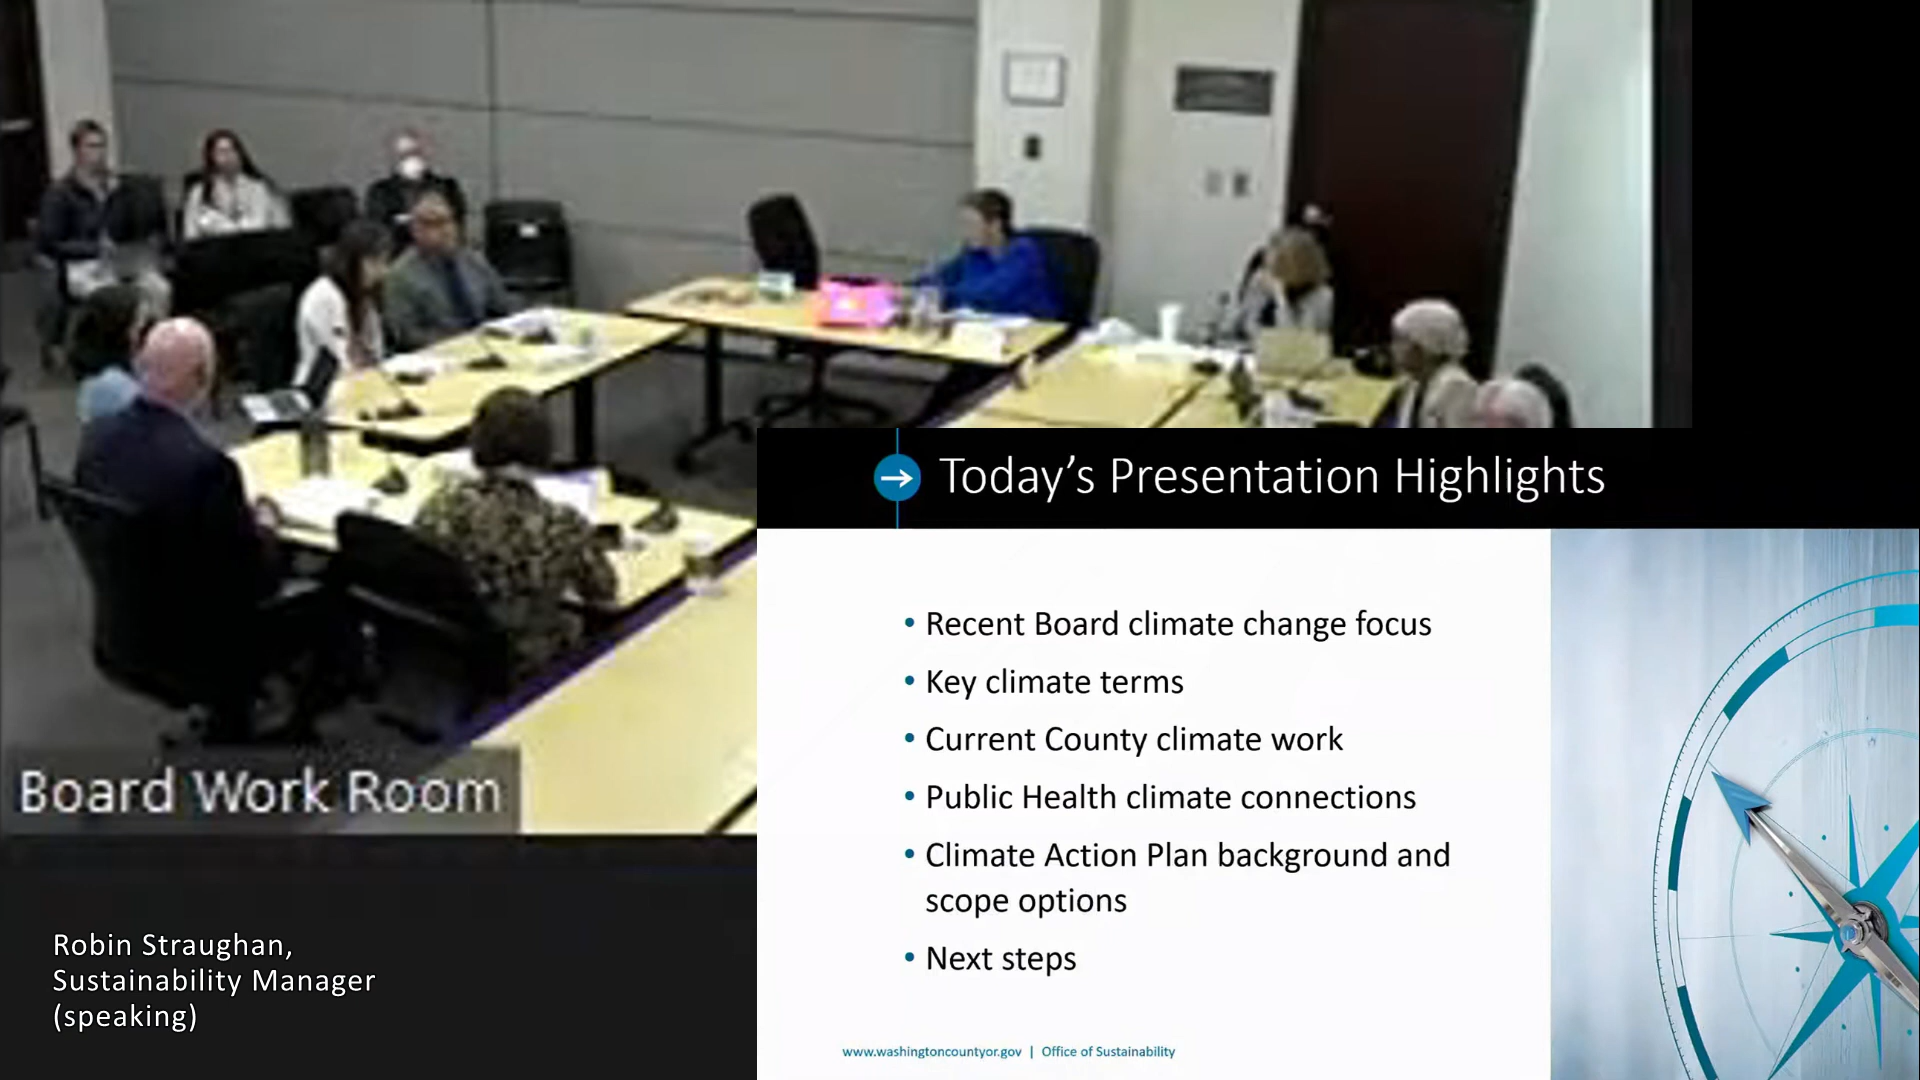 Today’s Presentation Highlights
• Recent Board climate change focus
• Key climate terms
• Current County climate work
• Public Health climate connections
• Climate Action Plan background and
scope options
• Next steps
www.washingtoncountyor.gov | Office of Sustainability
Board Work Room
Robin Straughan,
Sustainability Manager
(speaking)